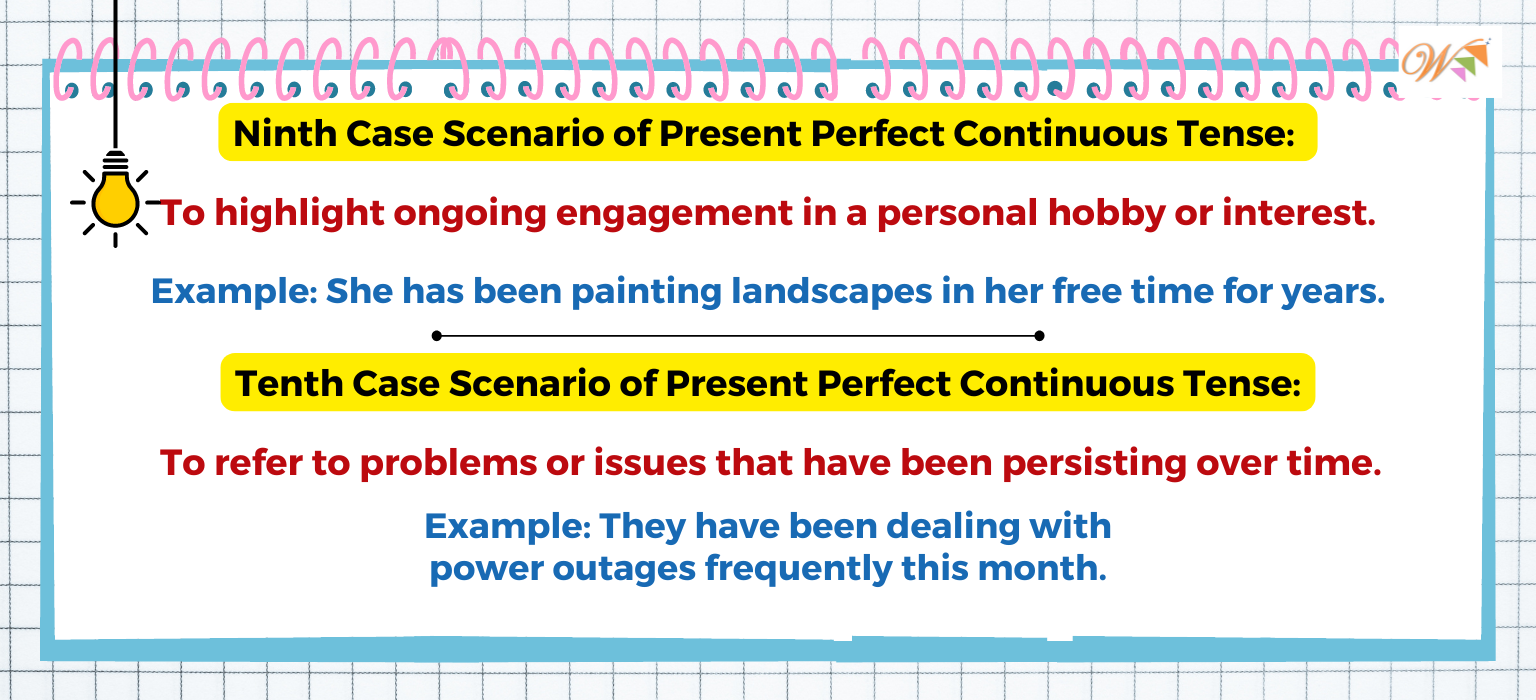 W
Ninth Case Scenario of Present Perfect Continuous Tense:
To highlight ongoing engagement in a personal hobby or interest.
Example: She has been painting landscapes in her free time for years.
Tenth Case Scenario of Present Perfect Continuous Tense:
To refer to problems or issues that have been persisting over time.
Example: They have been dealing with
power outages frequently this month.